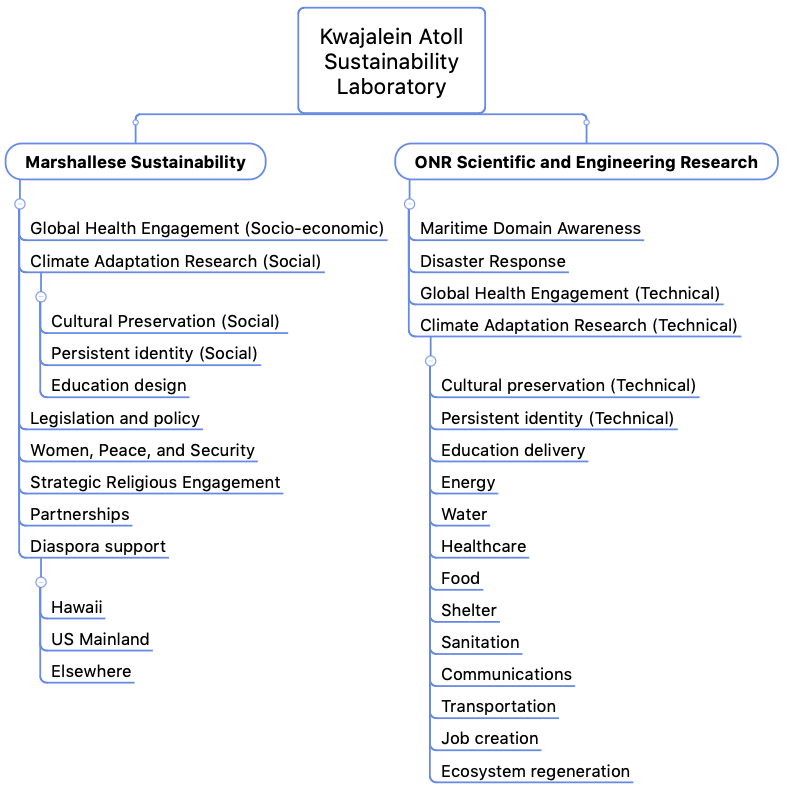 Kwajalein Atoll
Sustainability
Laboratory
Marshallese Sustainability
Global Health Engagement (Socio-economic)
Climate Adaptation Research (Social)
Cultural Preservation (Social)
Persistent identity (Social)
Education design
Legislation and policy
Women, Peace, and Security
Strategic Religious Engagement
Partnerships
Diaspora support
Hawaii
US Mainland
Elsewhere
ONR Scientific and Engineering Research
Maritime Domain Awareness
Disaster Response
Global Health Engagement (Technical)
Climate Adaptation Research (Technical)
Cultural preservation (Technical)
Persistent identity (Technical)
Education delivery
Energy
Water
Healthcare
Food
Shelter
Sanitation
Communications
Transportation
Job creation
Ecosystem regeneration